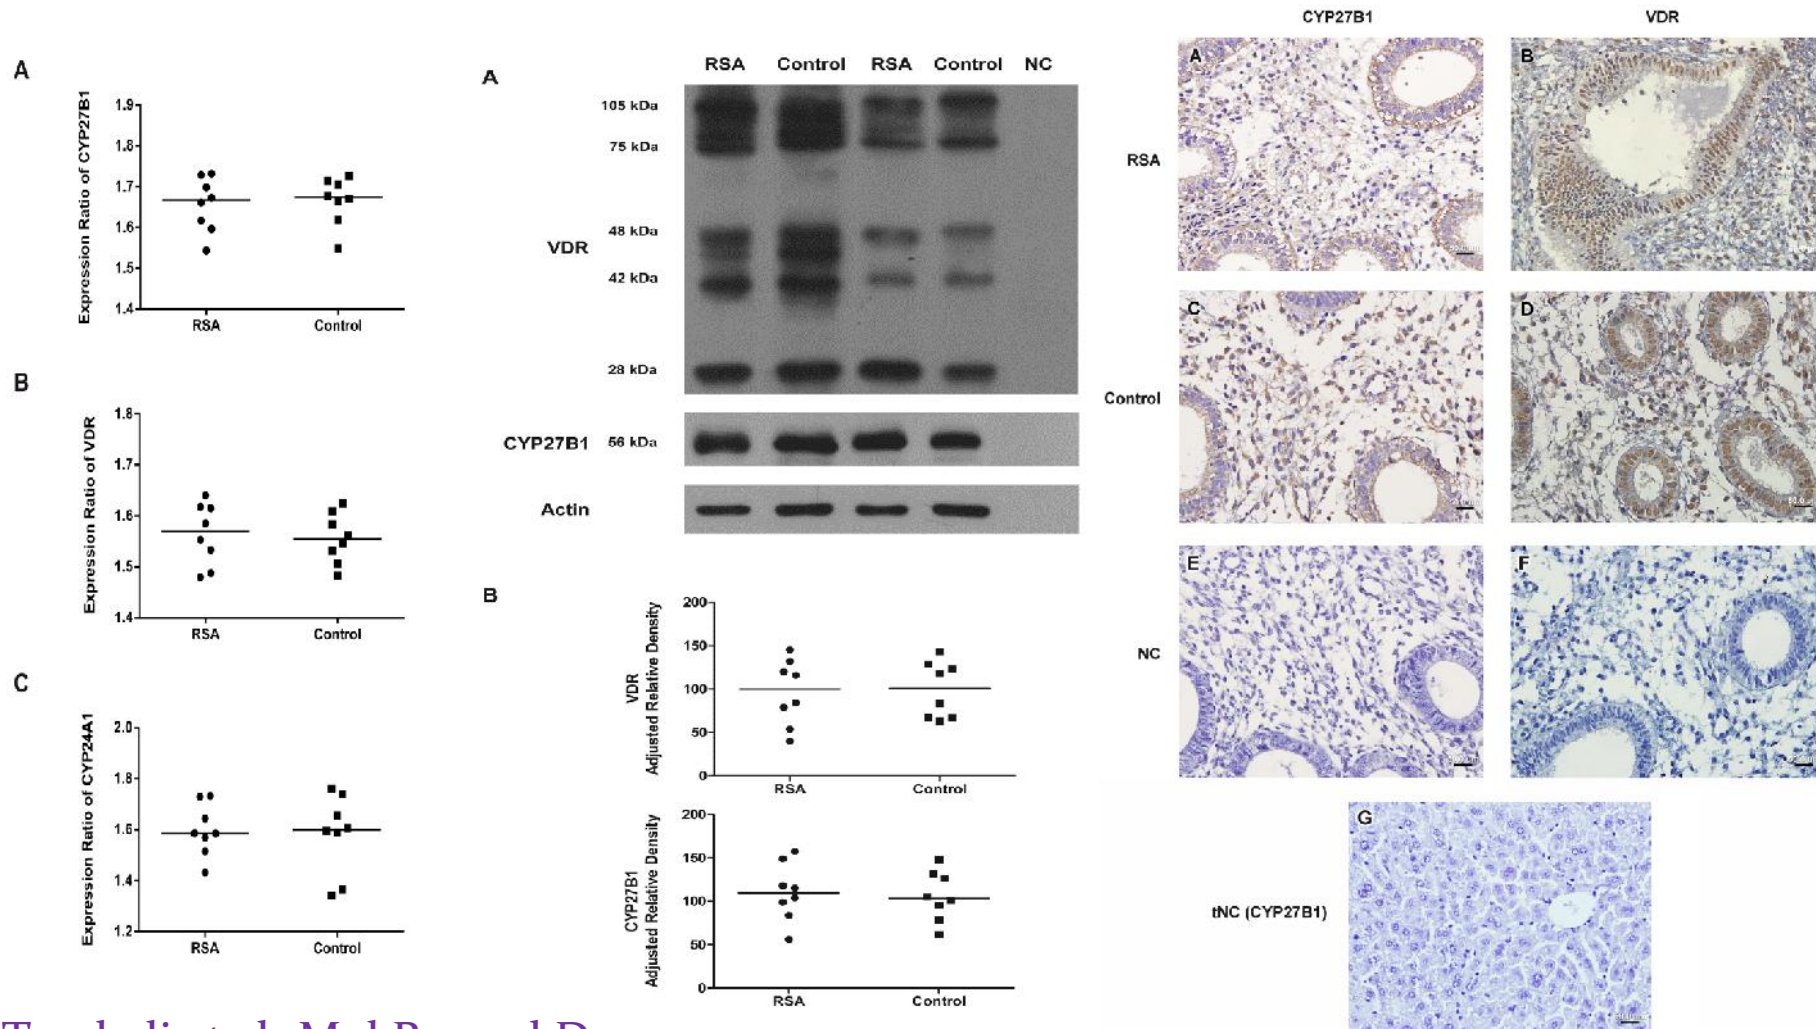 A
Expression Ratio of CYP27B1
1.9
1.8
1.7
1.6
1.5
1.4
RSA Control
B
Expression Ratio of VDR
1.8
1.7
1.6
1.5
1.4
RSA Control
C
Expression Ratio of CYP24A1
2.0
1.8
1.6
1.4
1.2
RSA Control
A
RSA Control RSA Control NC
VDR
105 kDa
75 kDa
48 kDa
42 kDa
28 kDa
CYP27B1 56 kDa
Actin
B
VDR
Adjusted Relative Density
200
150
100
50
0
RSA Control
CYP27B1
Adjusted Relative Density
200
150
100
50
0
RSA Control
CYP27B1 VDR
RSA
A B
Control
C D
NC
E F
tNC (CYP27B1)
G